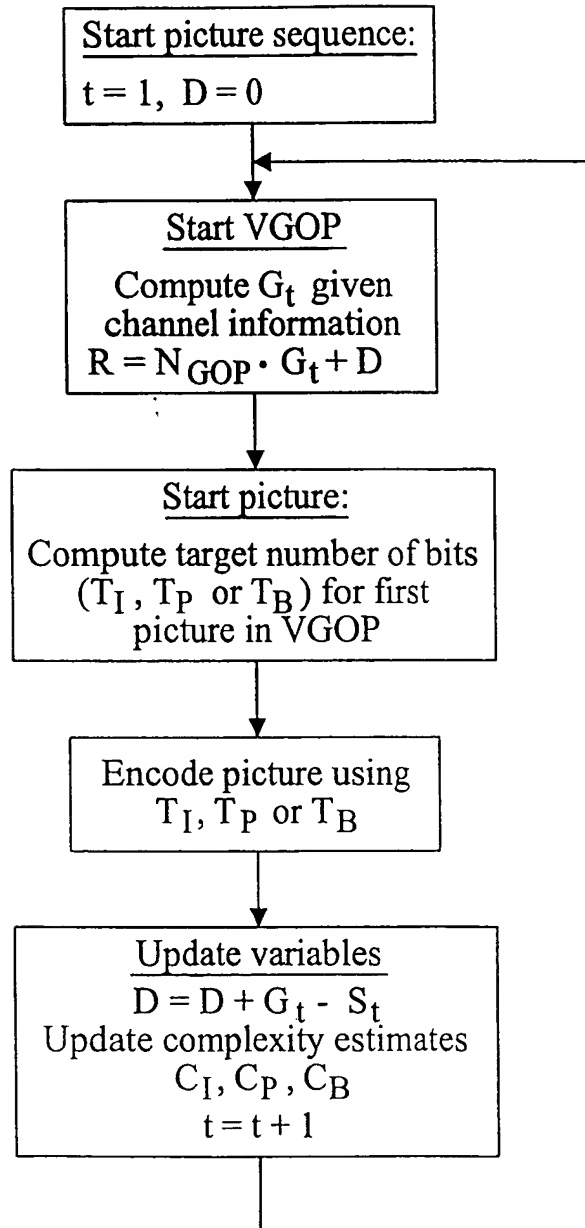 Start picture sequence:
t = 1, D = 0
Start VGOP
Compute Gt given
channel information
R = NGOP · Gt + D
Start picture:
Compute target number of bits
(TI, TP or TB) for first
picture in VGOP
Encode picture using
TI, TP or TB
Update variables
D = D + Gt - St
Update complexity estimates
CI, CP, CB
t = t + 1